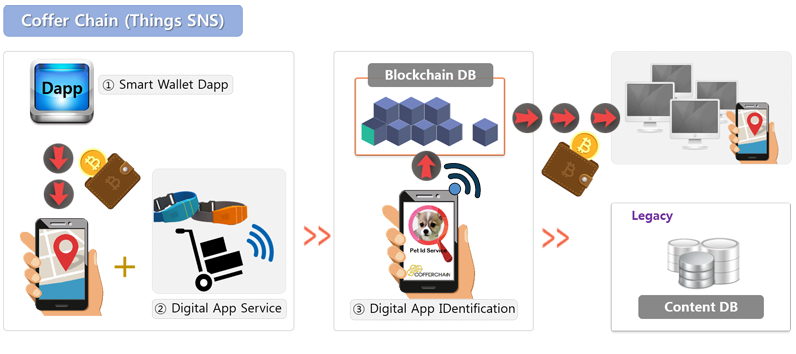 Coffer Chain (Things SNS)
Dapp
① Smart Wallet Dapp
② Digital App Service
Blockchain DB
Pet Id Service
COFFERCHAIN
③ Digital App IDentification
Legacy
Content DB